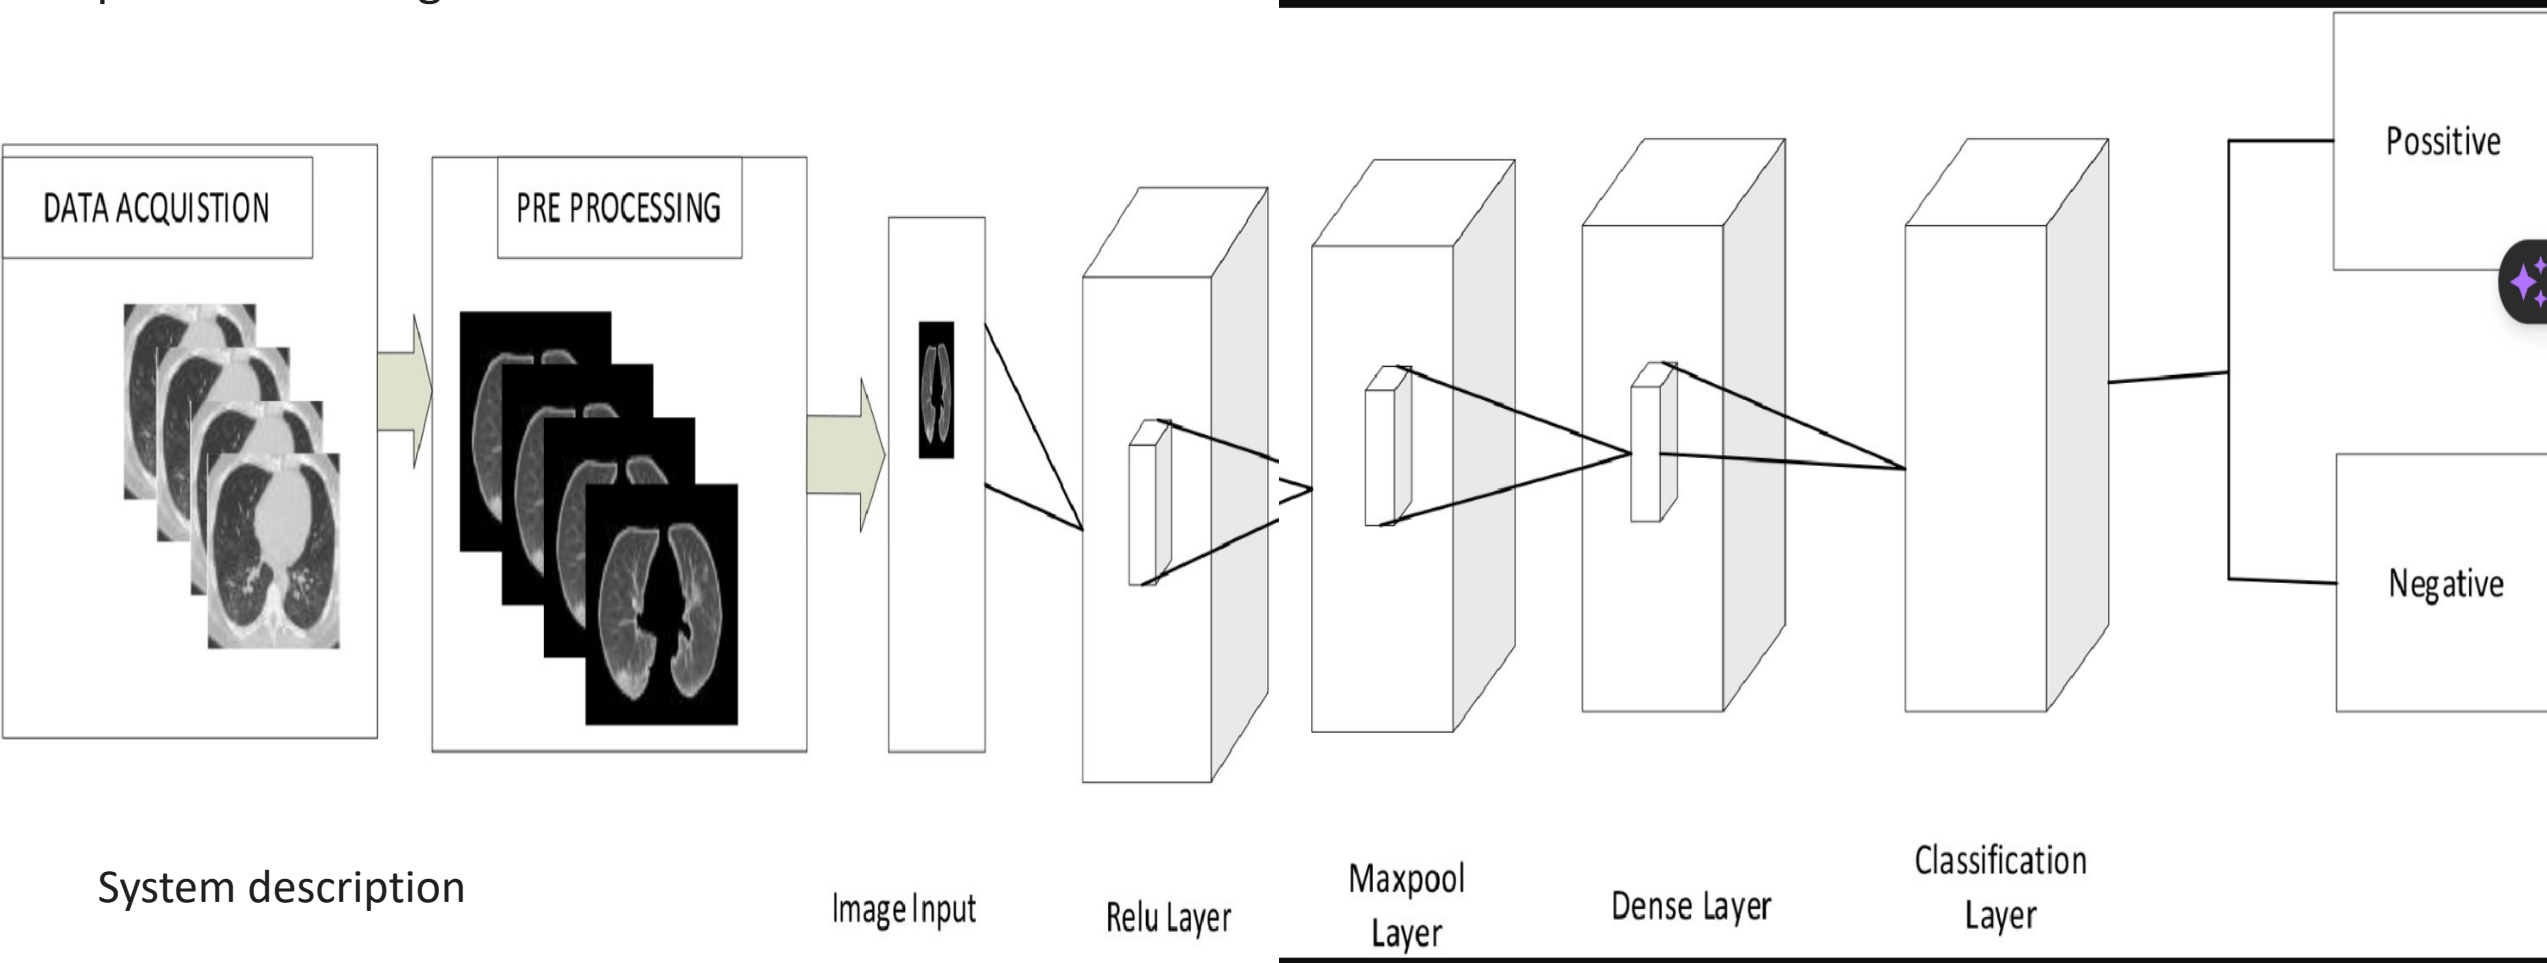 DATA ACQUISTION
PRE PROCESSING
Possitive
Negative
System description
Image Input
Relu Layer
Maxpool
Layer
Dense Layer
Classification
Layer